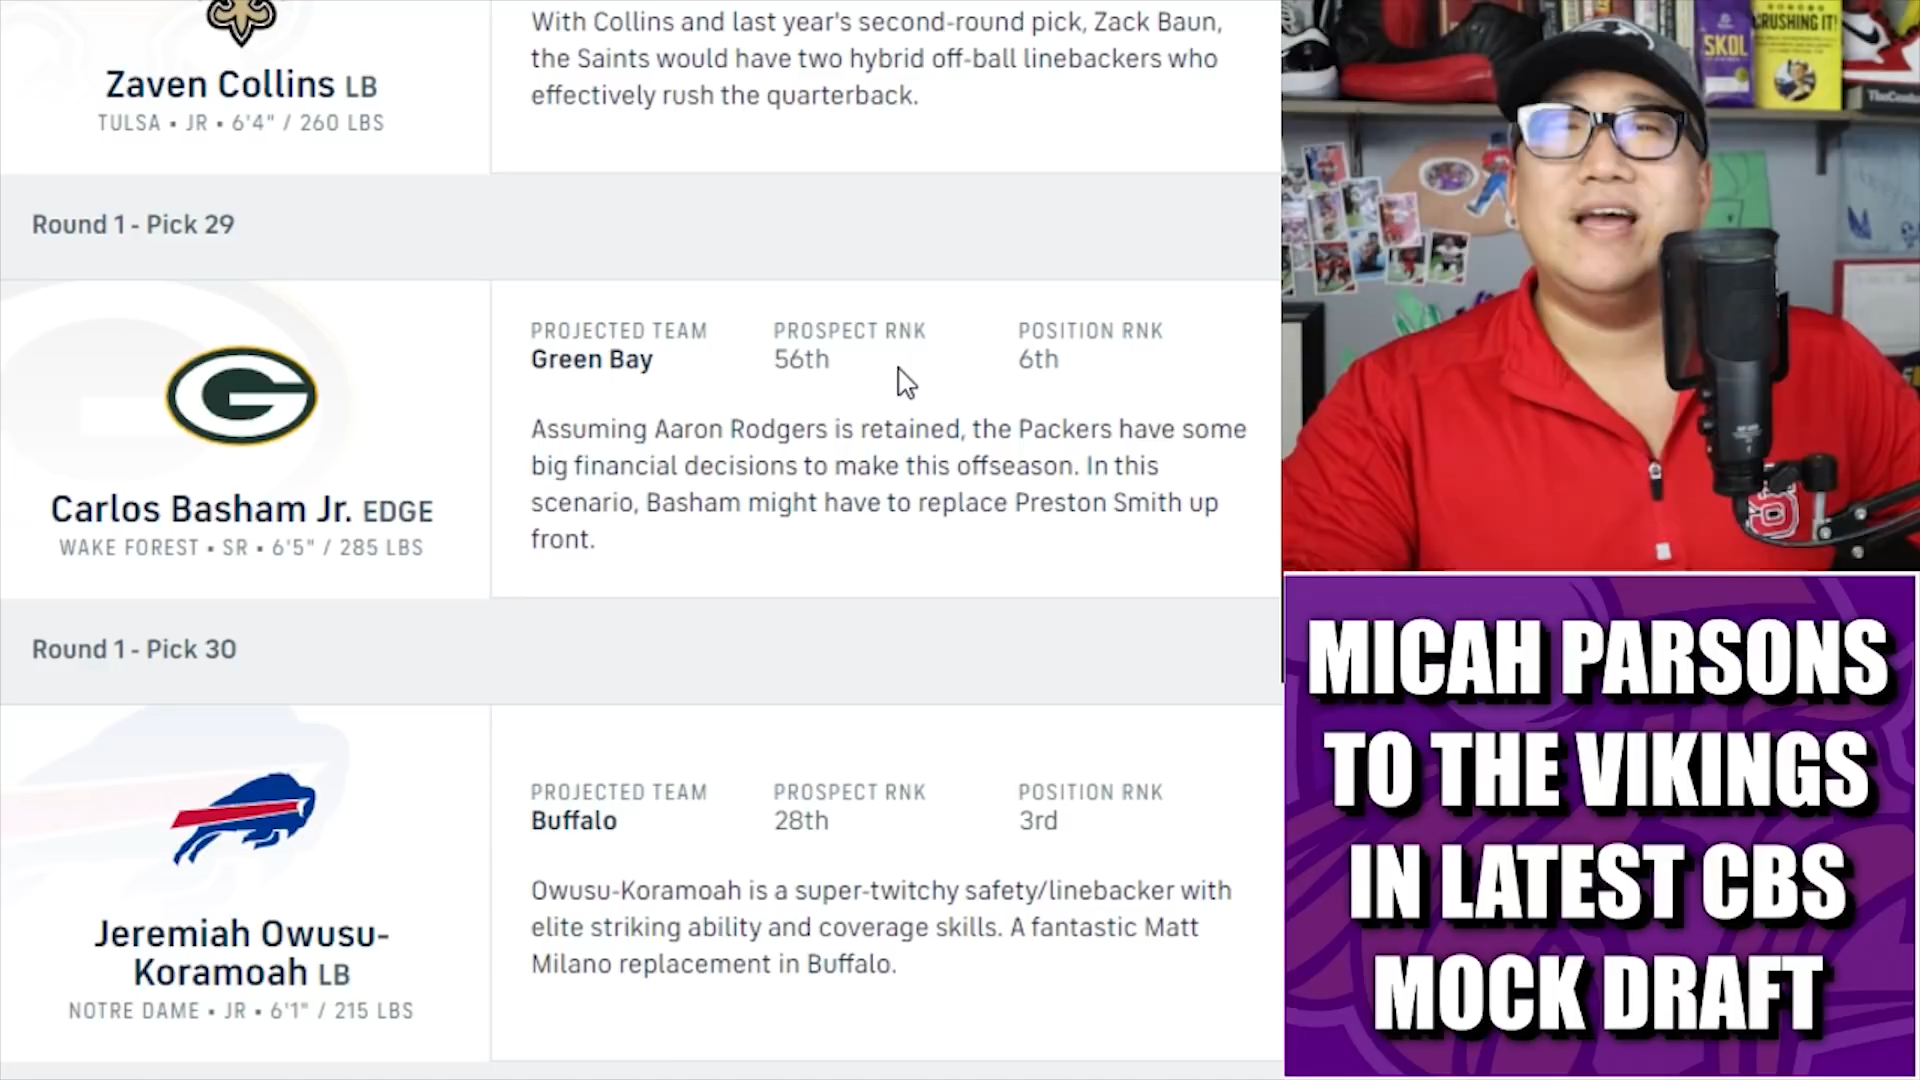 With Collins and last year's second-round pick, Zack Baun,
the Saints would have two hybrid off-ball linebackers who
effectively rush the quarterback.
Zaven Collins LB
TULSA • JR • 6'4" / 260 LBS
Round 1 - Pick 29
PROJECTED TEAM PROSPECT RNK POSITION RNK
Green Bay 56th 6th
Assuming Aaron Rodgers is retained, the Packers have some
big financial decisions to make this offseason. In this
scenario, Basham might have to replace Preston Smith up
front.
G
Carlos Basham Jr. EDGE
WAKE FOREST • SR • 6'5" / 285 LBS
Round 1 - Pick 30
PROJECTED TEAM PROSPECT RNK POSITION RNK
Buffalo 28th 3rd
Owusu-Koramoah is a super-twitchy safety/linebacker with
elite striking ability and coverage skills. A fantastic Matt
Milano replacement in Buffalo.
Jeremiah Owusu-
Koramoah LB
NOTRE DAME • JR • 6'1" / 215 LBS
SKOL
CRUSHING IT!
MICAH PARSONS
TO THE VIKINGS
IN LATEST CBS
MOCK DRAFT